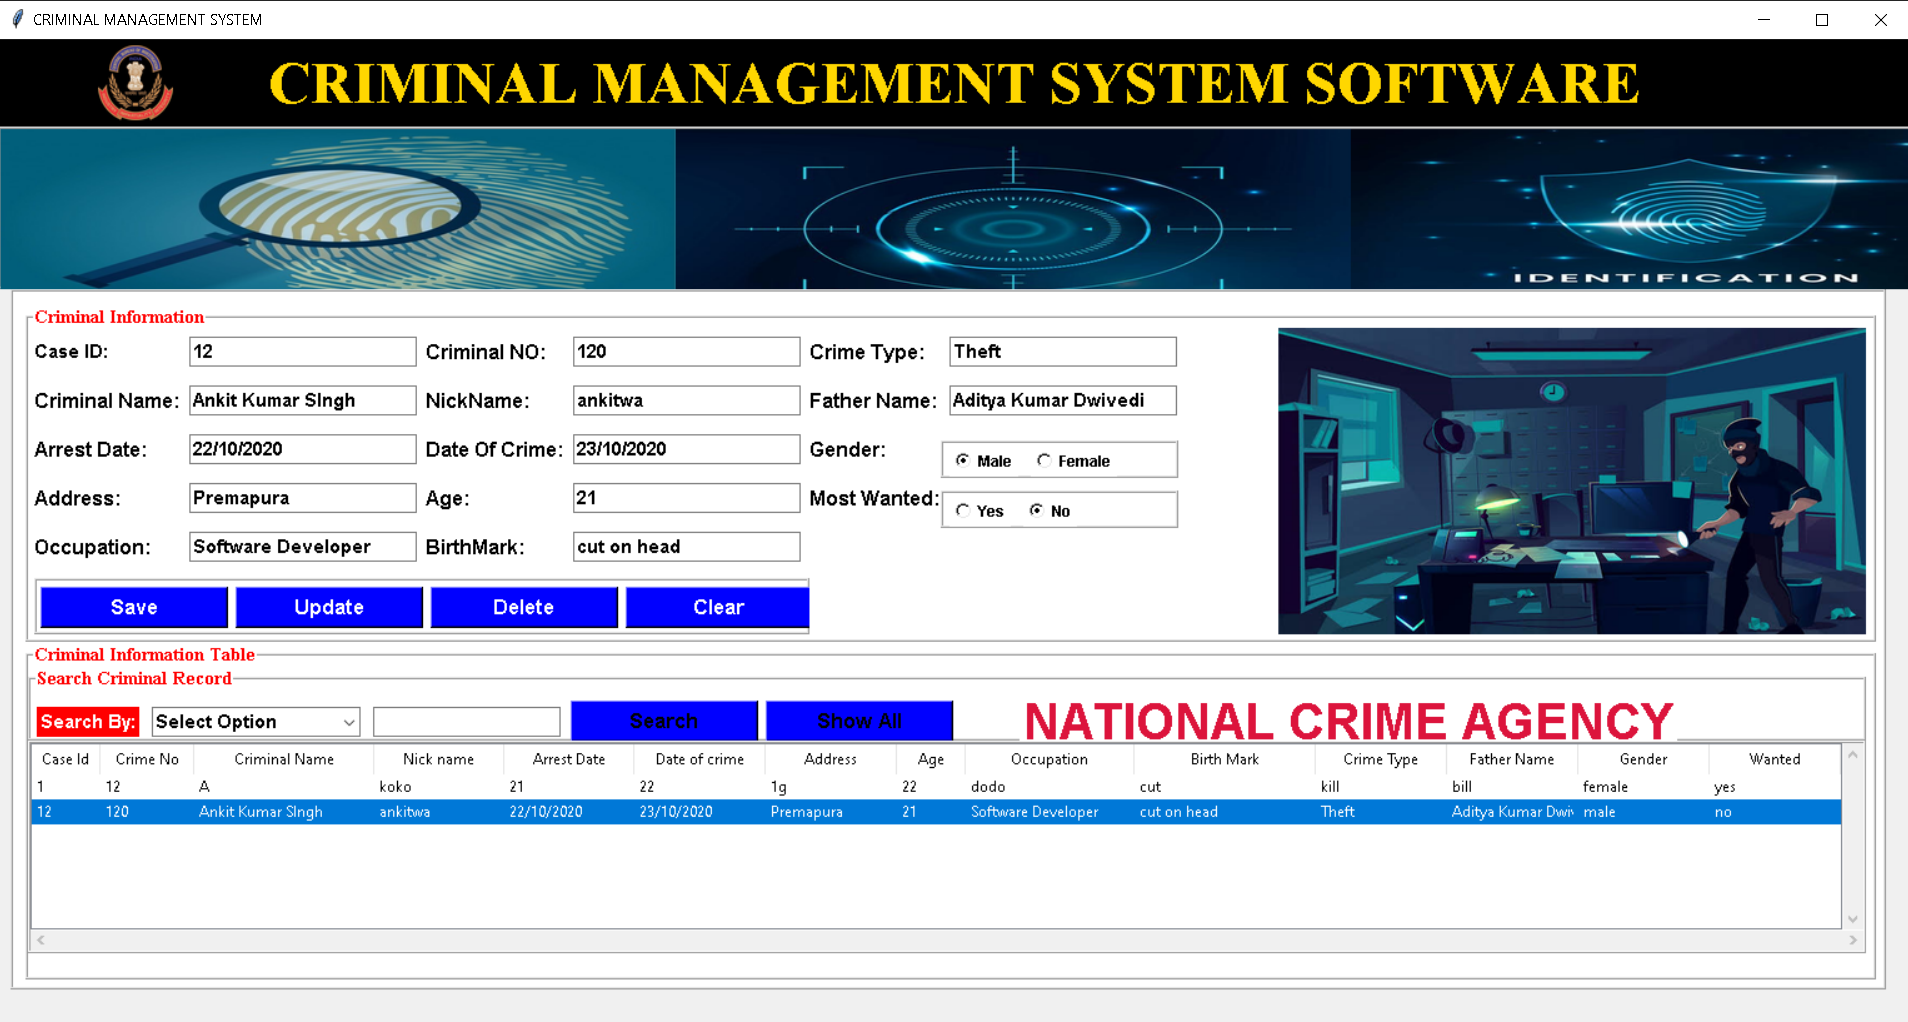 CRIMINAL MANAGEMENT SYSTEM
CRIMINAL MANAGEMENT SYSTEM SOFTWARE
IDENTIFICATION
Criminal Information
Case ID: 12 Criminal NO: 120 Crime Type: Theft
Criminal Name: Ankit Kumar SIngh NickName: ankitwa Father Name: Aditya Kumar Dwivedi
Arrest Date: 22/10/2020 Date Of Crime: 23/10/2020 Gender: Male Female
Address: Premapura Age: 21 Most Wanted: Yes No
Occupation: Software Developer BirthMark: cut on head
Save Update Delete Clear
Criminal Information Table
Search Criminal Record
Search By: Select Option Search Show All NATIONAL CRIME AGENCY
Case Id Crime No Criminal Name Nick name Arrest Date Date of crime Address Age Occupation Birth Mark Crime Type Father Name Gender Wanted
1 12 A koko 21 22 1g 22 dodo cut kill bill female yes
12 120 Ankit Kumar SIngh ankitwa 22/10/2020 23/10/2020 Premapura 21 Software Developer cut on head Theft Aditya Kumar Dwi male no